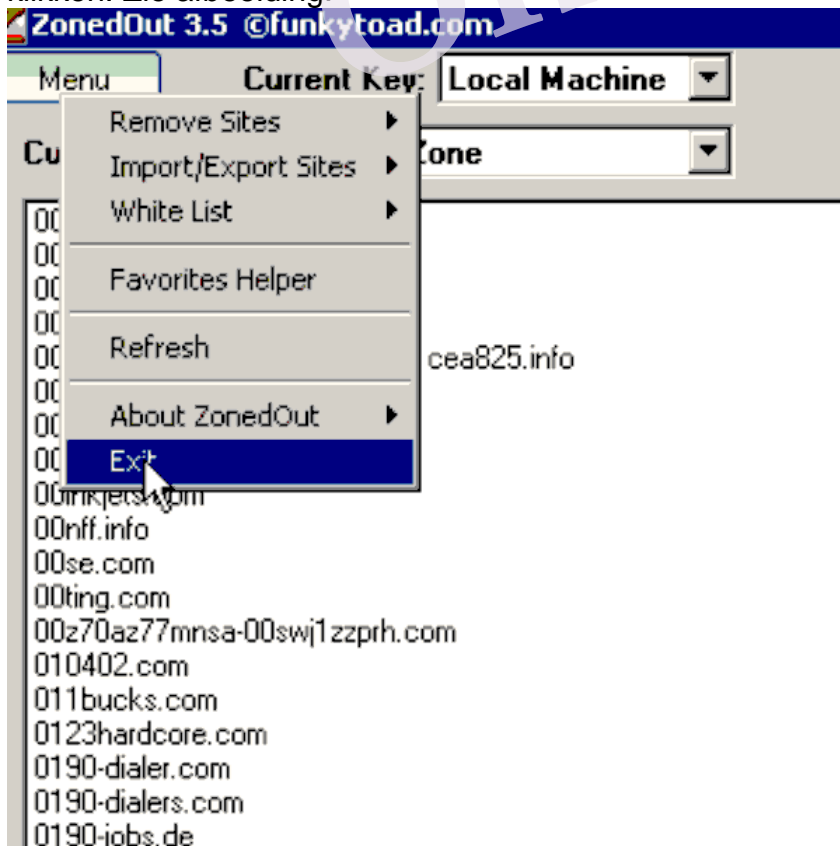 ZonedOut 3.5 ©funkytoad.com
Menu Current Key: Local Machine
Remove Sites
Import/Export Sites
White List
Favorites Helper
Refresh
cea825.info
About ZonedOut
Exit
00nff.info
00se.com
00ting.com
00z70az77mnsa-00swj1zzprh.com
010402.com
011bucks.com
0123hardcore.com
0190-dialer.com
0190-dialers.com
0190-jobs.de